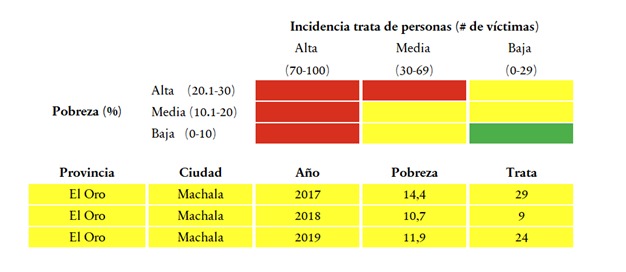 Incidencia trata de personas (# de víctimas)
Alta Media Baja
(70-100) (30-69) (0-29)
Alta (20.1-30)
Pobreza (%) Media (10.1-20)
Baja (0-10)
Provincia Ciudad Año Pobreza Trata
El Oro Machala 2017 14,4 29
El Oro Machala 2018 10,7 9
El Oro Machala 2019 11,9 24